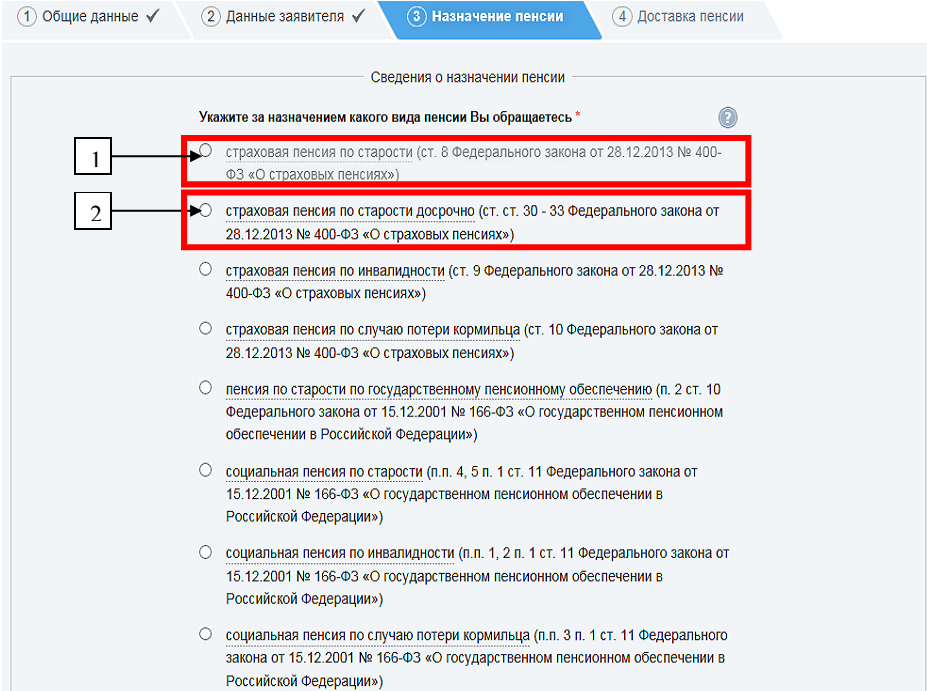 1 Общие данные ✓ 2 Данные заявителя ✓ 3 Назначение пенсии 4 Доставка пенсии
Сведения о назначении пенсии
Укажите за назначением какого вида пенсии Вы обращаетесь * ?
1
страховая пенсия по старости (ст. 8 Федерального закона от 28.12.2013 № 400-
ФЗ «О страховых пенсиях»)
2
страховая пенсия по старости досрочно (ст. ст. 30 - 33 Федерального закона от
28.12.2013 № 400-ФЗ «О страховых пенсиях»)
страховая пенсия по инвалидности (ст. 9 Федерального закона от 28.12.2013 №
400-ФЗ «О страховых пенсиях»)
страховая пенсия по случаю потери кормильца (ст. 10 Федерального закона от
28.12.2013 № 400-ФЗ «О страховых пенсиях»)
пенсия по старости по государственному пенсионному обеспечению (п. 2 ст. 10
Федерального закона от 15.12.2001 № 166-ФЗ «О государственном пенсионном
обеспечении в Российской Федерации»)
социальная пенсия по старости (п.п. 4, 5 п. 1 ст. 11 Федерального закона от
15.12.2001 № 166-ФЗ «О государственном пенсионном обеспечении в
Российской Федерации»)
социальная пенсия по инвалидности (п.п. 1, 2 п. 1 ст. 11 Федерального закона от
15.12.2001 № 166-ФЗ «О государственном пенсионном обеспечении в
Российской Федерации»)
социальная пенсия по случаю потери кормильца (п.п. 3 п. 1 ст. 11 Федерального
закона от 15.12.2001 № 166-ФЗ «О государственном пенсионном обеспечении в
Российской Федерации»)